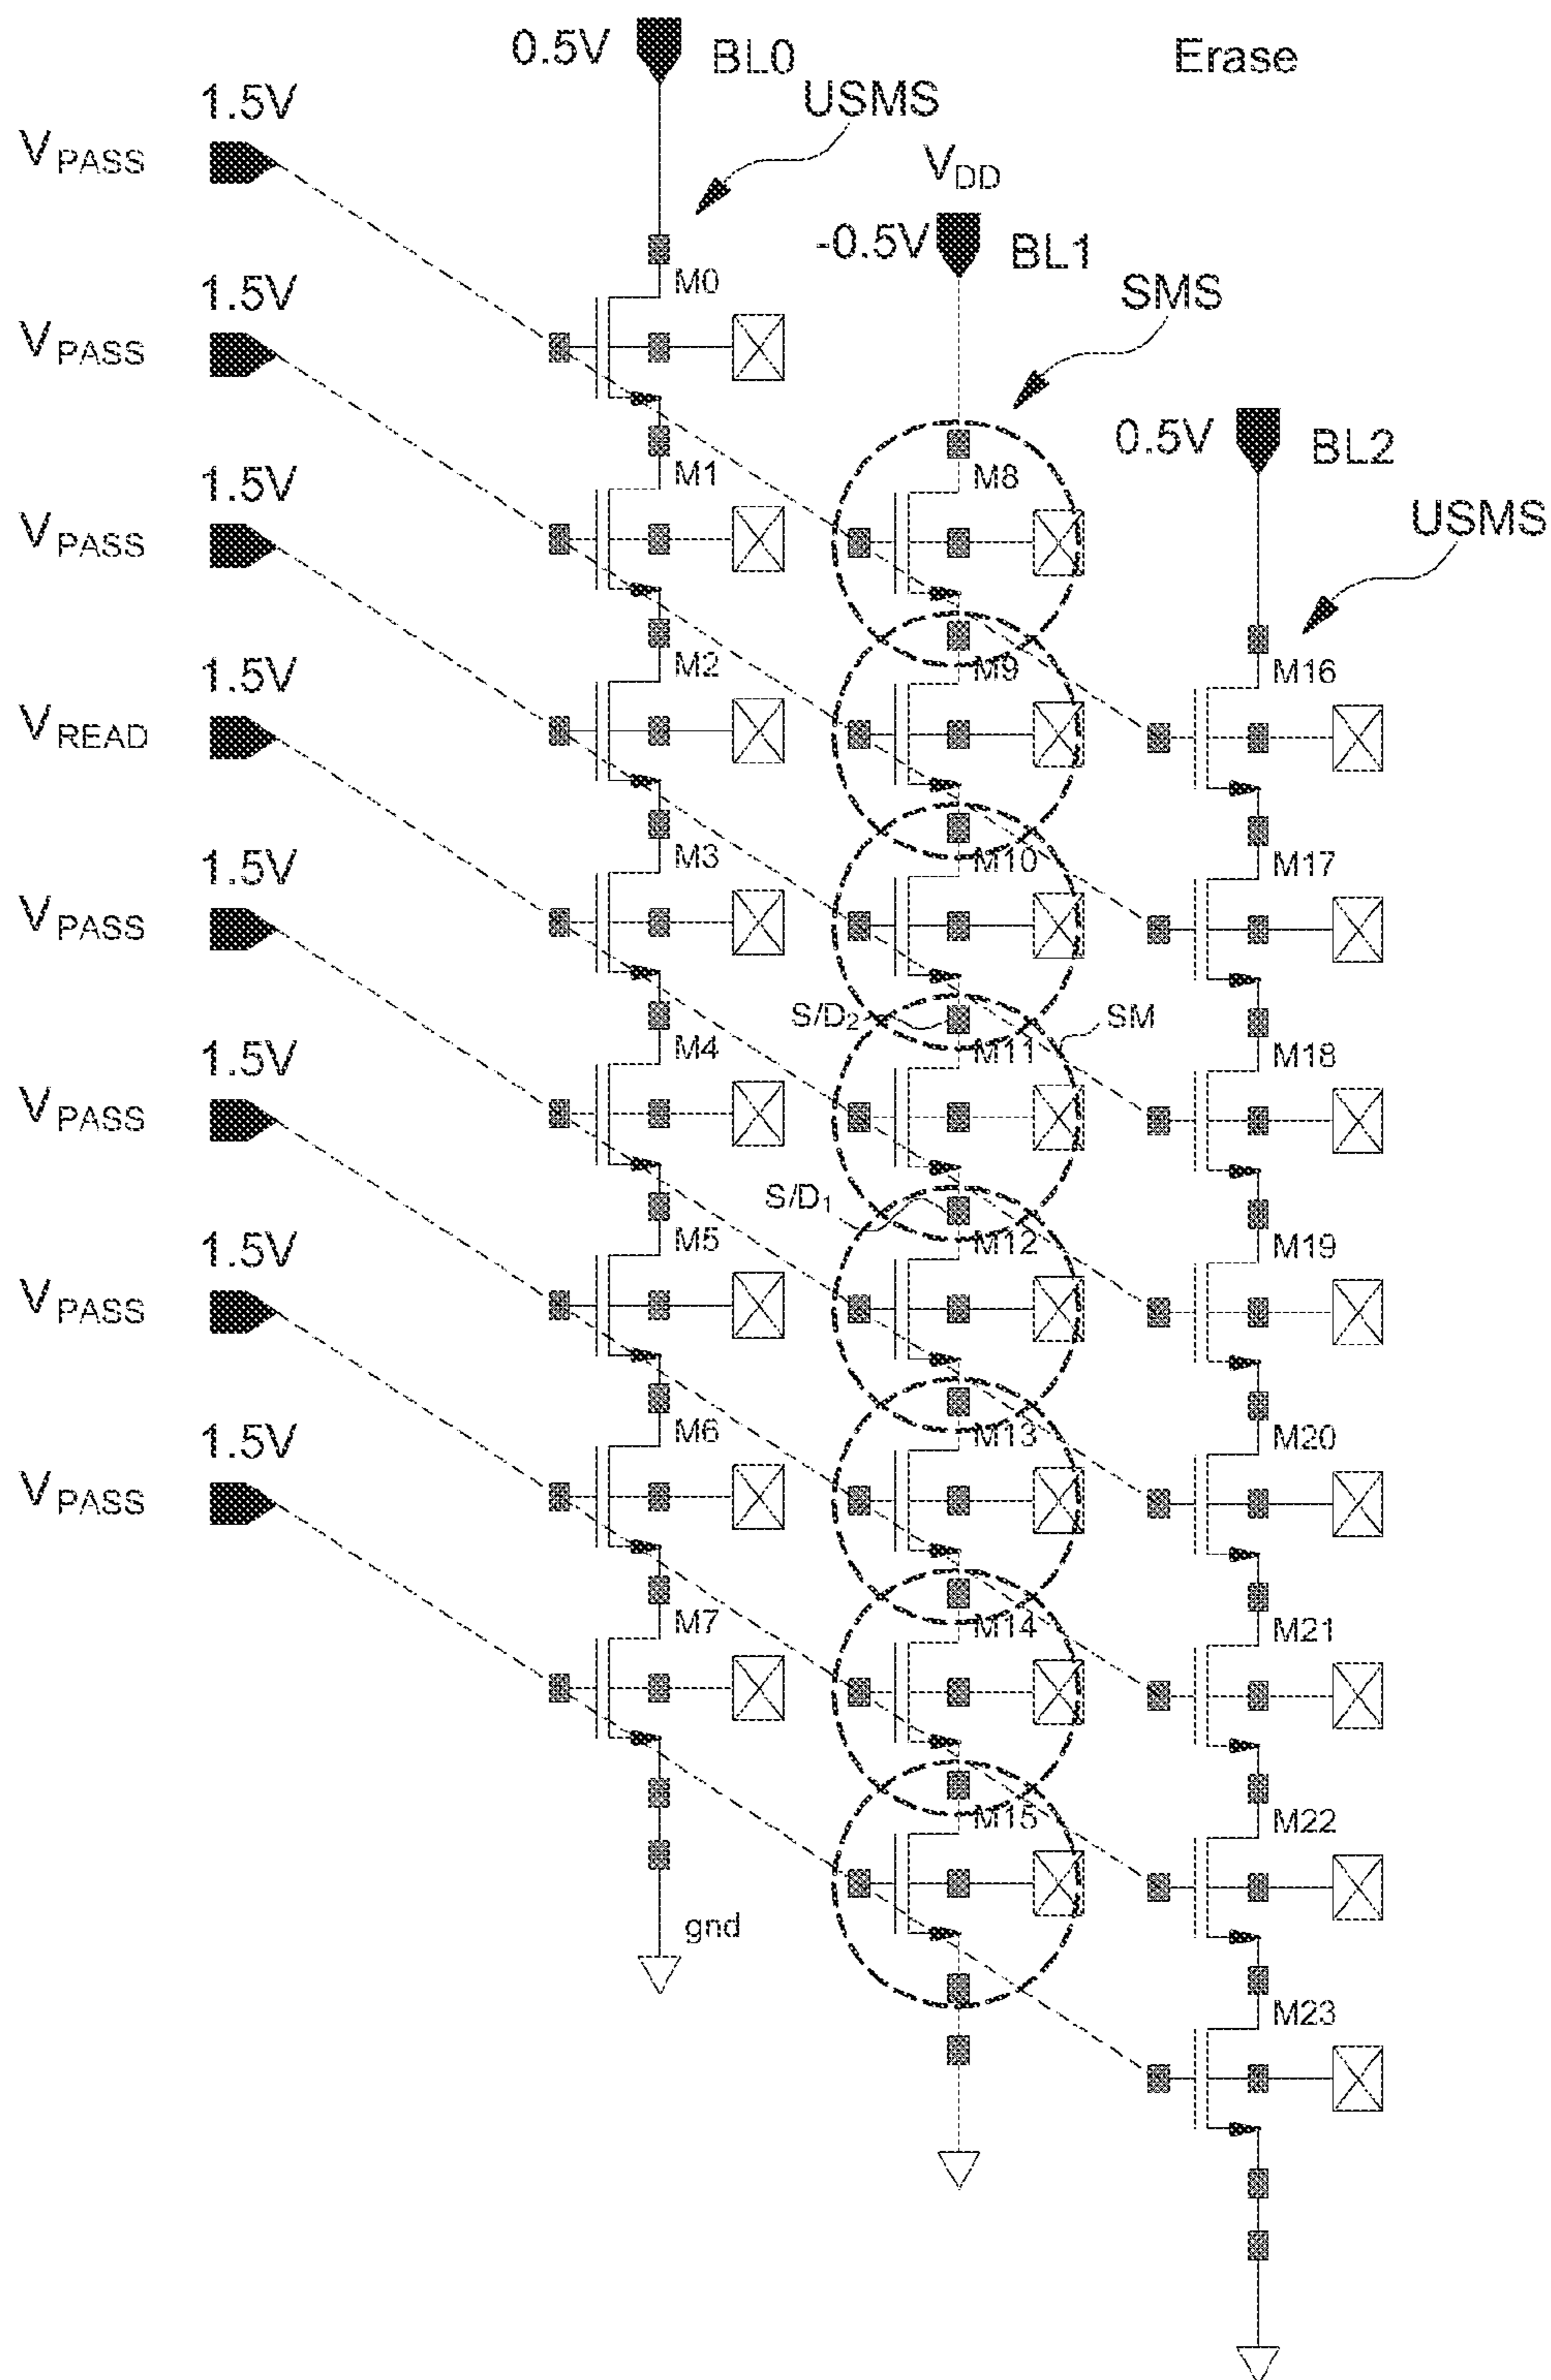 0.5V BL0 Erase
1.5V USMS
VPASS
VDD
-0.5V BL1
1.5V M0 SMS
VPASS
0.5V BL2
1.5V M1 M8 USMS
VPASS
1.5V M2 M9 M16
VREAD
1.5V M3 M10 M17
VPASS
S/D2 SM
1.5V M4 M11 M18
VPASS
S/D1
1.5V M5 M12 M19
VPASS
1.5V M6 M13 M20
VPASS
M7 M14 M21
M15 M22
gnd
M23